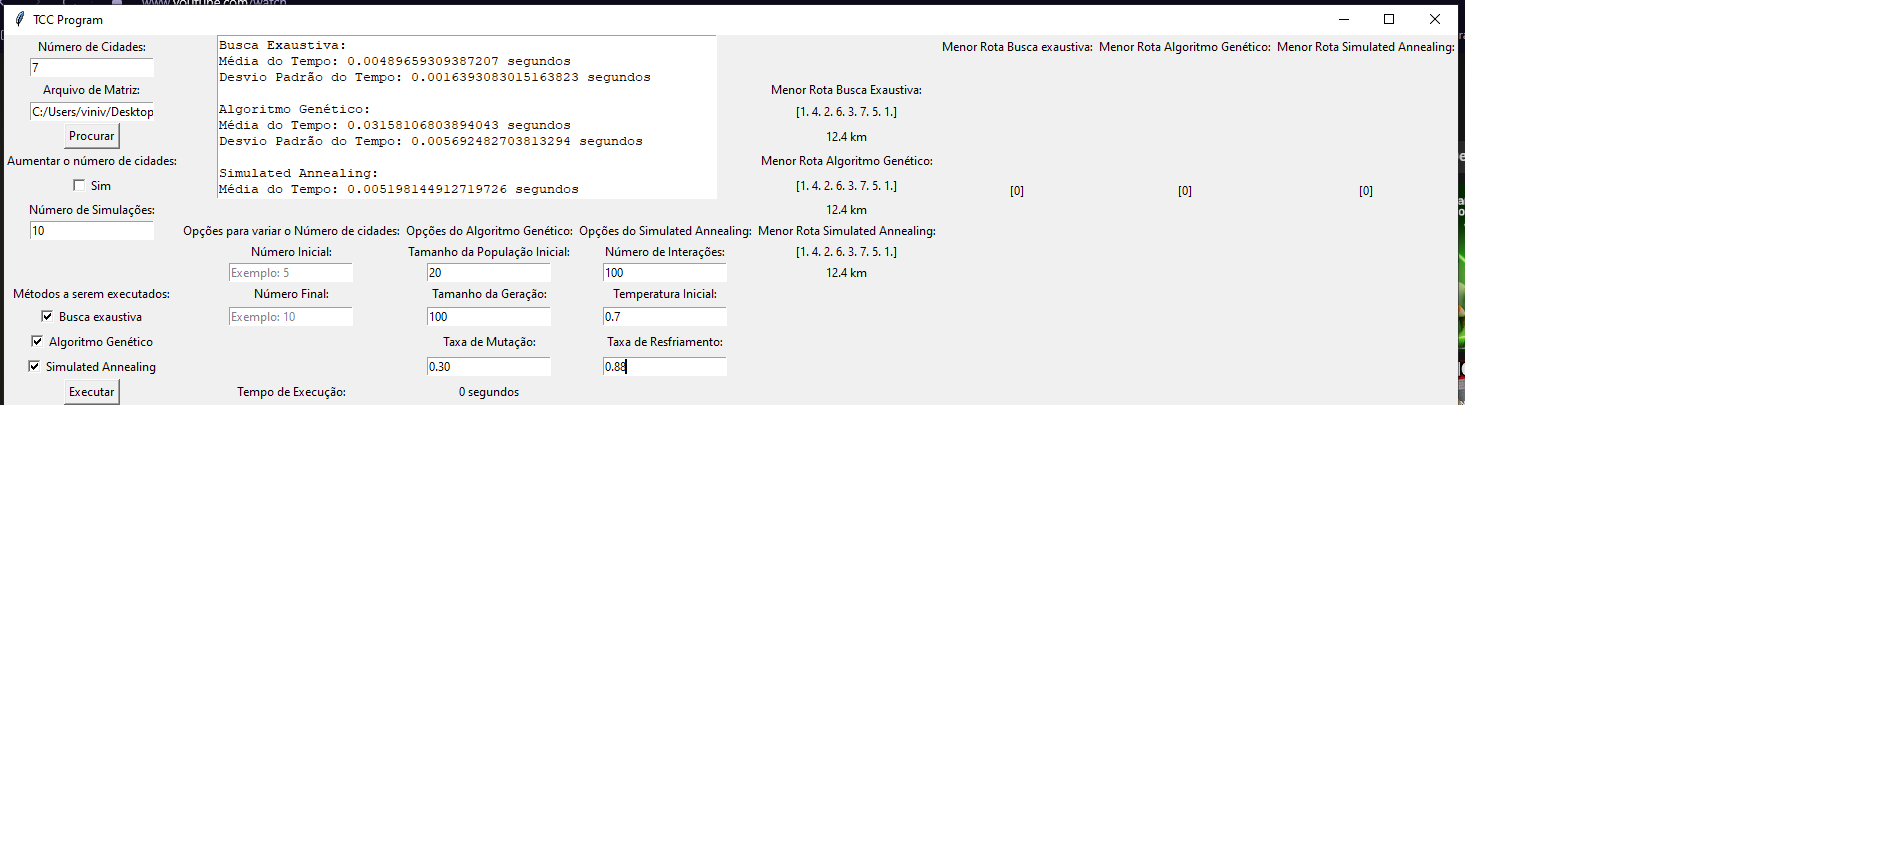 www.youtube.com/watch
TCC Program
Número de Cidades:
7
Arquivo de Matriz:
C:/Users/viniv/Desktop
Procurar
Aumentar o número de cidades:
Sim
Número de Simulações:
10
Métodos a serem executados:
Busca exaustiva
Algoritmo Genético
Simulated Annealing
Executar
Busca Exaustiva:
Média do Tempo: 0.00489659309387207 segundos
Desvio Padrão do Tempo: 0.0016393083015163823 segundos
Algoritmo Genético:
Média do Tempo: 0.03158106803894043 segundos
Desvio Padrão do Tempo: 0.005692482703813294 segundos
Simulated Annealing:
Média do Tempo: 0.005198144912719726 segundos
Opções para variar o Número de cidades:
Número Inicial:
Exemplo: 5
Número Final:
Exemplo: 10
Tempo de Execução:
0 segundos
Opções do Algoritmo Genético:
Tamanho da População Inicial:
20
Tamanho da Geração:
100
Taxa de Mutação:
0.30
Opções do Simulated Annealing:
Número de Interações:
100
Temperatura Inicial:
0.7
Taxa de Resfriamento:
0.88
Menor Rota Busca Exaustiva:
[1. 4. 2. 6. 3. 7. 5. 1.]
12.4 km
Menor Rota Algoritmo Genético:
[1. 4. 2. 6. 3. 7. 5. 1.]
12.4 km
Menor Rota Simulated Annealing:
[1. 4. 2. 6. 3. 7. 5. 1.]
12.4 km
Menor Rota Busca exaustiva:
[0]
Menor Rota Algoritmo Genético:
[0]
Menor Rota Simulated Annealing:
[0]